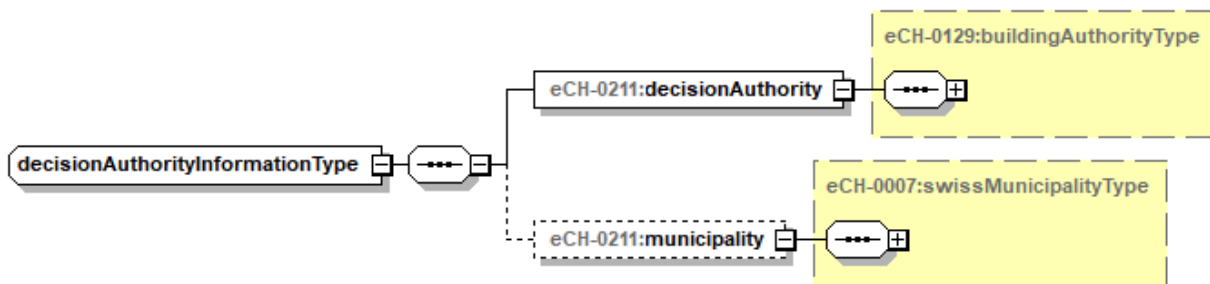 eCH-0129:buildingAuthorityType
eCH-0211:decisionAuthority
decisionAuthorityInformationType
eCH-0007:swissMunicipalityType
eCH-0211:municipality